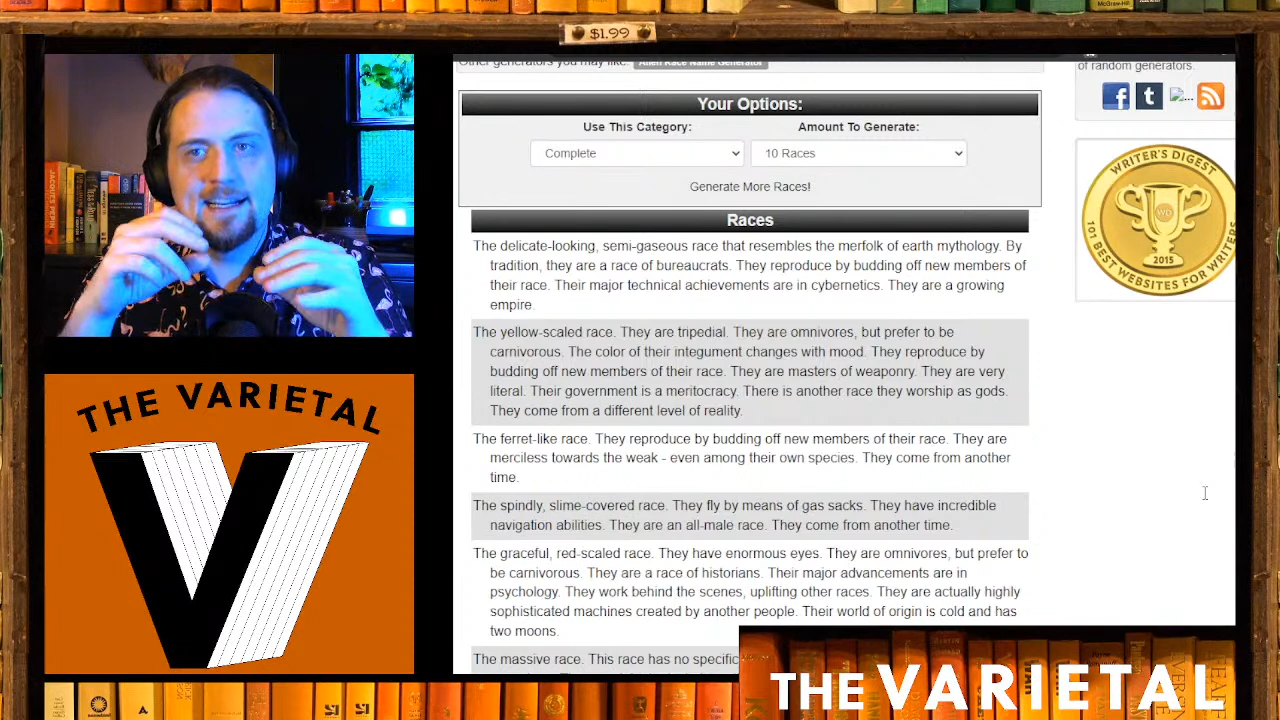 McGraw-Hill
$1.99
Other generators you may like: Alien Race Name Generator
of random generators.
Your Options:
Use This Category:
Amount To Generate:
Complete
10 Races
Generate More Races!
Races
The delicate-looking, semi-gaseous race that resembles the merfolk of earth mythology. By
tradition, they are a race of bureaucrats. They reproduce by budding off new members of
their race. Their major technical achievements are in cybernetics. They are a growing
empire.
The yellow-scaled race. They are tripedial. They are omnivores, but prefer to be
carnivorous. The color of their integument changes with mood. They reproduce by
budding off new members of their race. They are masters of weaponry. They are very
literal. Their government is a meritocracy. There is another race they worship as gods.
They come from a different level of reality.
The ferret-like race. They reproduce by budding off new members of their race. They are
merciless towards the weak - even among their own species. They come from another
time.
The spindly, slime-covered race. They fly by means of gas sacks. They have incredible
navigation abilities. They are an all-male race. They come from another time.
The graceful, red-scaled race. They have enormous eyes. They are omnivores, but prefer to
be carnivorous. They are a race of historians. Their major advancements are in
psychology. They work behind the scenes, uplifting other races. They are actually highly
sophisticated machines created by another people. Their world of origin is cold and has
two moons.
The massive race. This race has no specific
f
t
WRITER'S DIGEST
WD
2015
101 BEST WEBSITES FOR WRITERS
JACQUES PEPIN
THE VARIETAL
V
THE VARIETAL